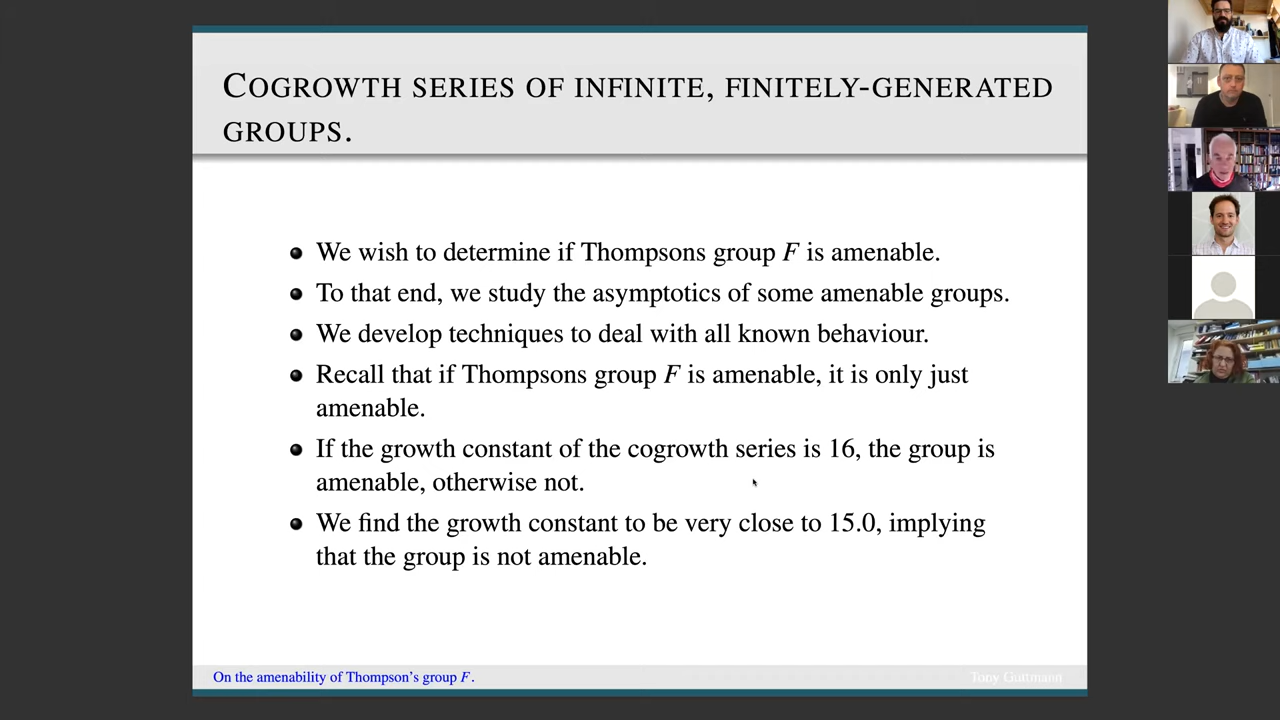 COGROWTH SERIES OF INFINITE, FINITELY-GENERATED
GROUPS.
We wish to determine if Thompsons group F is amenable.
To that end, we study the asymptotics of some amenable groups.
We develop techniques to deal with all known behaviour.
Recall that if Thompsons group F is amenable, it is only just
amenable.
If the growth constant of the cogrowth series is 16, the group is
amenable, otherwise not.
We find the growth constant to be very close to 15.0, implying
that the group is not amenable.
On the amenability of Thompson's group F.
Tony Guttmann